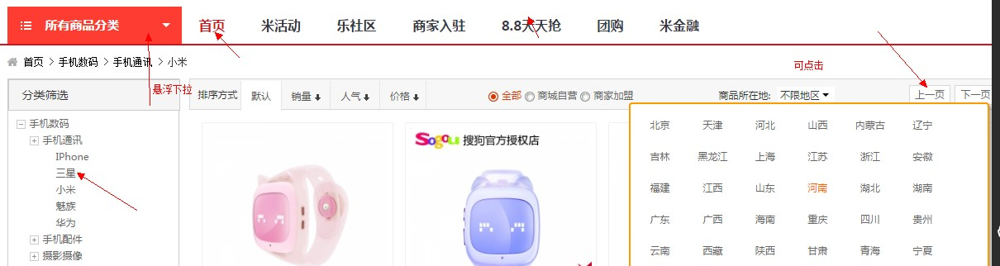 所有商品分类 首页 米活动 乐社区 商家入驻 8.8天天抢 团购 米金融
首页 > 手机数码 > 手机通讯 > 小米
悬浮下拉
可点击
分类筛选
排序方式 默认 销量 人气 价格 全部 商城自营 商家加盟 商品所在地: 不限地区 上一页 下一页
手机数码
手机通讯
IPhone
三星
小米
魅族
华为
手机配件
摄影摄像
Sogou 搜狗官方授权店
北京 天津 河北 山西 内蒙古 辽宁
吉林 黑龙江 上海 江苏 浙江 安徽
福建 江西 山东 河南 湖北 湖南
广东 广西 海南 重庆 四川 贵州
云南 西藏 陕西 甘肃 青海 宁夏